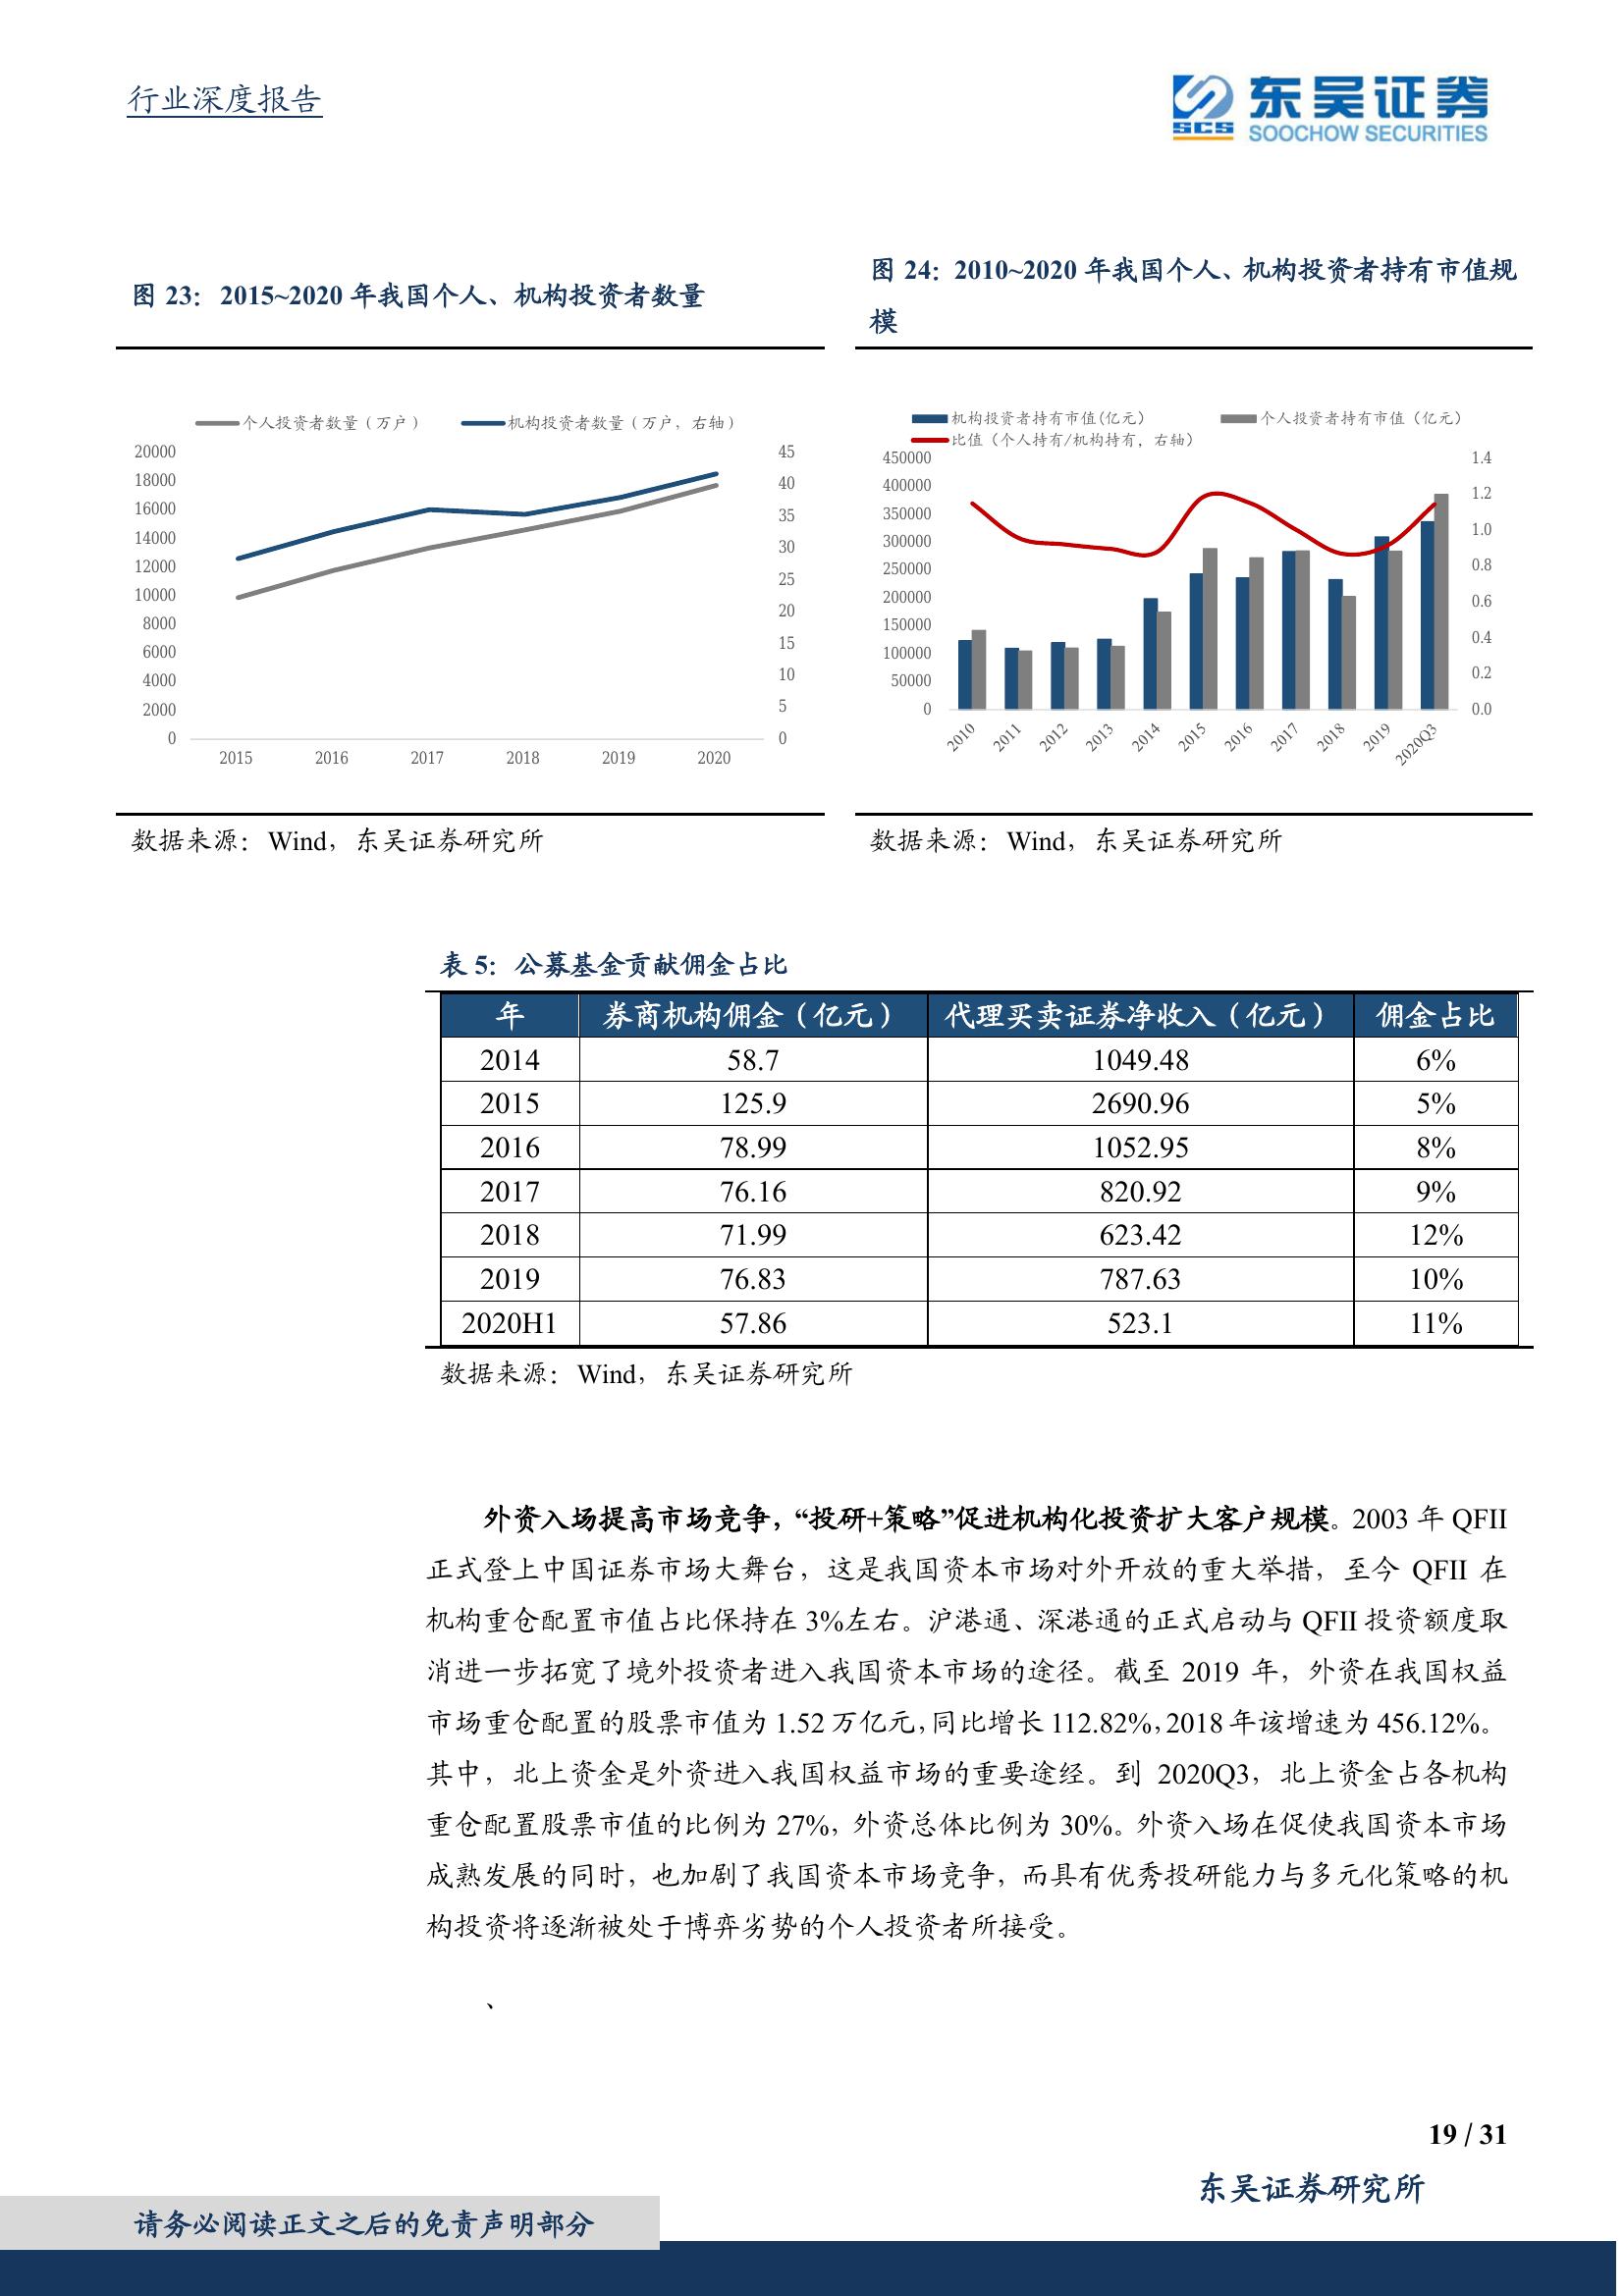 行业深度报告
SCS 东吴证券
SOOCHOW SECURITIES
图 23：2015~2020 年我国个人、机构投资者数量
个人投资者数量（万户） 机构投资者数量（万户，右轴）
20000
18000
16000
14000
12000
10000
8000
6000
4000
2000
0
45
40
35
30
25
20
15
10
5
0
2015 2016 2017 2018 2019 2020
数据来源：Wind，东吴证券研究所
图 24：2010~2020 年我国个人、机构投资者持有市值规
模
机构投资者持有市值(亿元） 个人投资者持有市值（亿元）
比值（个人持有/机构持有，右轴）
450000
400000
350000
300000
250000
200000
150000
100000
50000
0
1.4
1.2
1.0
0.8
0.6
0.4
0.2
0.0
2010 2011 2012 2013 2014 2015 2016 2017 2018 2019 2020Q3
数据来源：Wind，东吴证券研究所
表 5：公募基金贡献佣金占比
年 券商机构佣金（亿元） 代理买卖证券净收入（亿元） 佣金占比
2014 58.7 1049.48 6%
2015 125.9 2690.96 5%
2016 78.99 1052.95 8%
2017 76.16 820.92 9%
2018 71.99 623.42 12%
2019 76.83 787.63 10%
2020H1 57.86 523.1 11%
数据来源：Wind，东吴证券研究所
外资入场提高市场竞争，“投研+策略”促进机构化投资扩大客户规模。2003 年 QFII
正式登上中国证券市场大舞台，这是我国资本市场对外开放的重大举措，至今 QFII 在
机构重仓配置市值占比保持在 3%左右。沪港通、深港通的正式启动与 QFII 投资额度取
消进一步拓宽了境外投资者进入我国资本市场的途径。截至 2019 年，外资在我国权益
市场重仓配置的股票市值为 1.52 万亿元，同比增长 112.82%，2018 年该增速为 456.12%。
其中，北上资金是外资进入我国权益市场的重要途经。到 2020Q3，北上资金占各机构
重仓配置股票市值的比例为 27%，外资总体比例为 30%。外资入场在促使我国资本市场
成熟发展的同时，也加剧了我国资本市场竞争，而具有优秀投研能力与多元化策略的机
构投资将逐渐被处于博弈劣势的个人投资者所接受。
、
19 / 31
东吴证券研究所
请务必阅读正文之后的免责声明部分